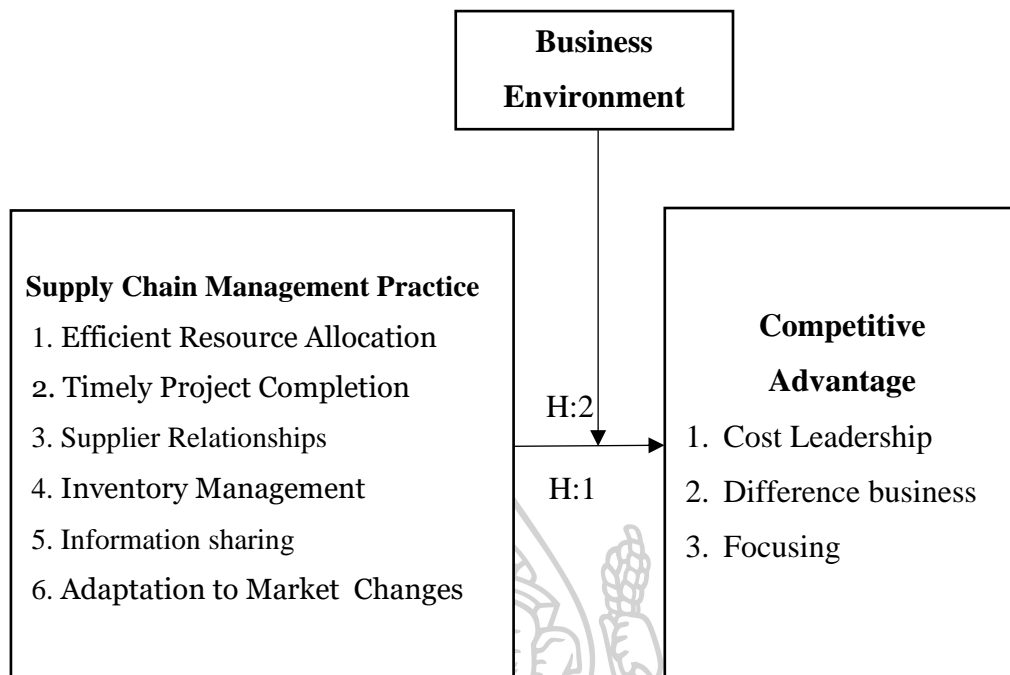 Business
Environment
Supply Chain Management Practice
1. Efficient Resource Allocation
2. Timely Project Completion
3. Supplier Relationships
4. Inventory Management
5. Information sharing
6. Adaptation to Market Changes
H:2
H:1
Competitive
Advantage
1. Cost Leadership
2. Difference business
3. Focusing